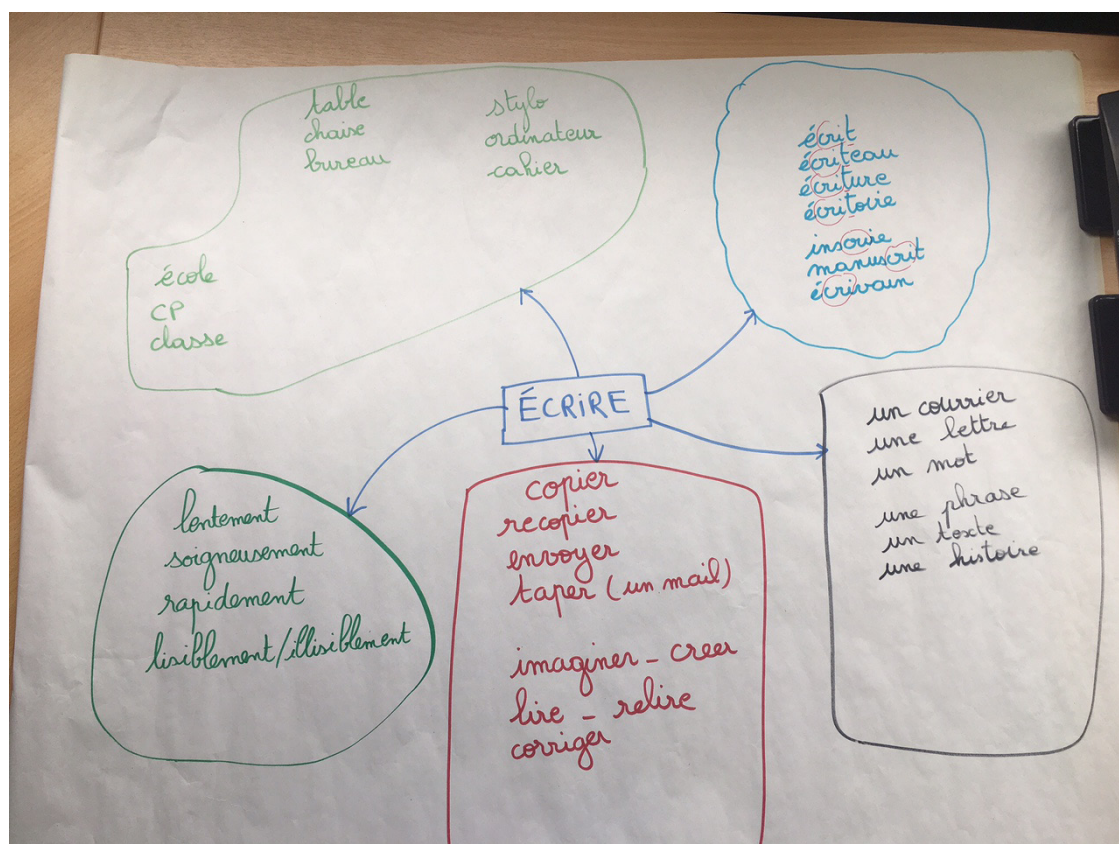 table
chaise
bureau
stylo
ordinateur
cahier
école
CP
classe
écrit
écriteau
écriture
écritoire
inscrire
manuscrit
écrivain
ÉCRIRE
lentement
soigneusement
rapidement
lisiblement/illisiblement
copier
recopier
envoyer
taper (un mail)
imaginer - creer
lire - relire
corriger
un courrier
une lettre
un mot
une phrase
un texte
une histoire